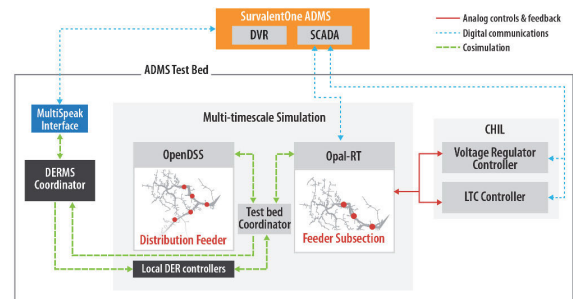 SurvalentOne ADMS
DVR
SCADA
Analog controls & feedback
Digital communications
Cosimulation
ADMS Test Bed
MultiSpeak
Interface
Multi-timescale Simulation
CHIL
DERMS
Coordinator
OpenDSS
Opal-RT
Voltage Regulator
Controller
LTC Controller
Test bed
Coordinator
Distribution Feeder
Feeder Subsection
Local DER controllers